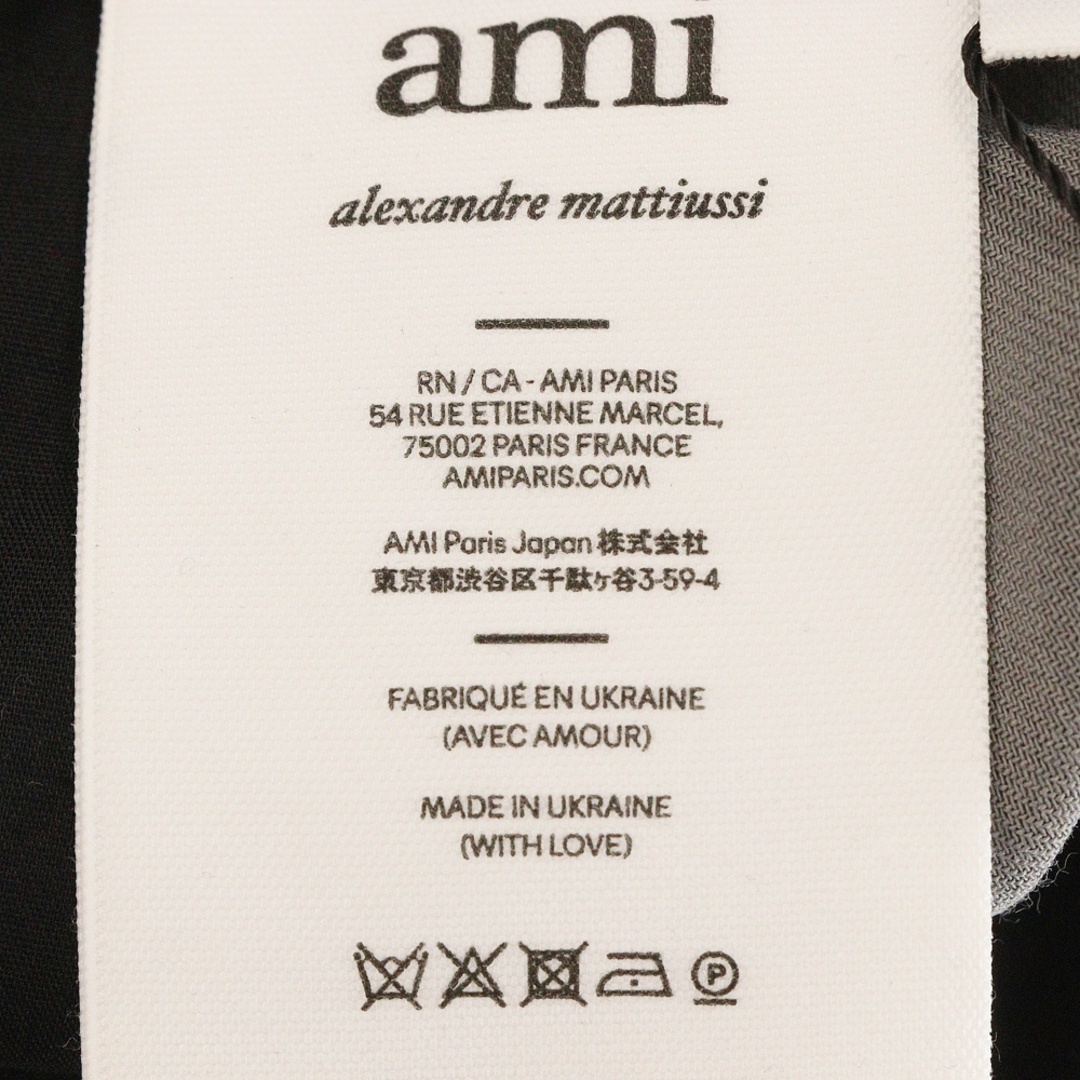 ami
alexandre mattiussi
RN / CA - AMI PARIS
54 RUE ETIENNE MARCEL,
75002 PARIS FRANCE
AMIPARIS.COM
AMI Paris Japan 株式会社
東京都渋谷区千駄ヶ谷3-59-4
FABRIQUÉ EN UKRAINE
(AVEC AMOUR)
MADE IN UKRAINE
(WITH LOVE)
P